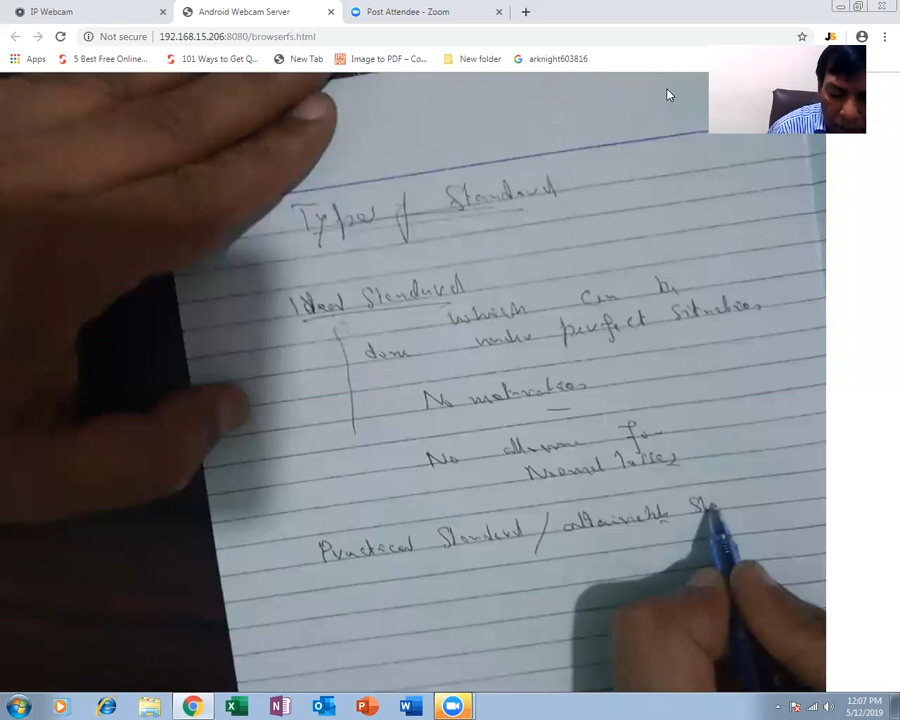 IP Webcam
Android Webcam Server
Post Attendee - Zoom
Not secure | 192.168.15.206:8080/browserfs.html
Apps
5 Best Free Online...
101 Ways to Get Q...
New Tab
Image to PDF – Co...
New folder
arknight603816
Types of Standard
Ideal Standard
which can be
done under perfect situations
No motivation
No allowance for
Normal losses
Practical Standard / attainable Sta
12:07 PM
5/12/2019